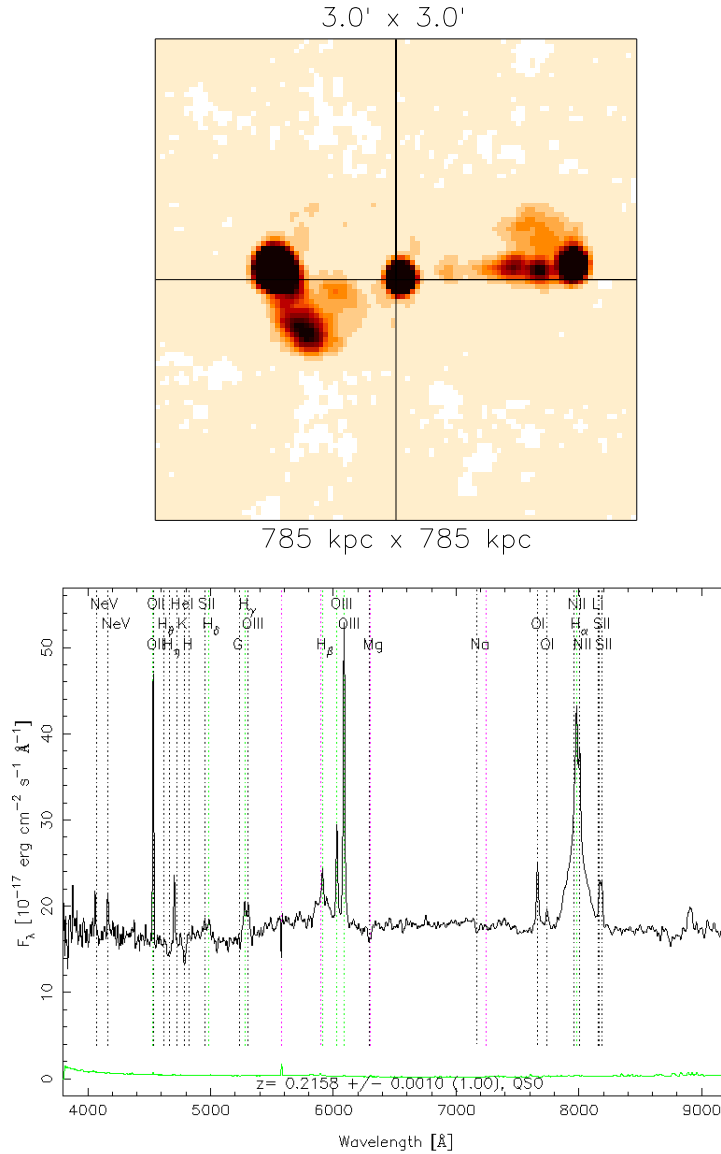 3.0' x 3.0'
785 kpc x 785 kpc
NeV OII HeI SII Hγ OIII NII Li
NeV Hθ K Hδ OIII OIII OI Hα SII
OII Hη H G Hβ Mg Na OI NII SII
50
40
30
20
10
0
Fλ [10⁻¹⁷ erg cm⁻² s⁻¹ Å⁻¹]
z= 0.2158 +/- 0.0010 (1.00), QSO
4000 5000 6000 7000 8000 9000
Wavelength [Å]